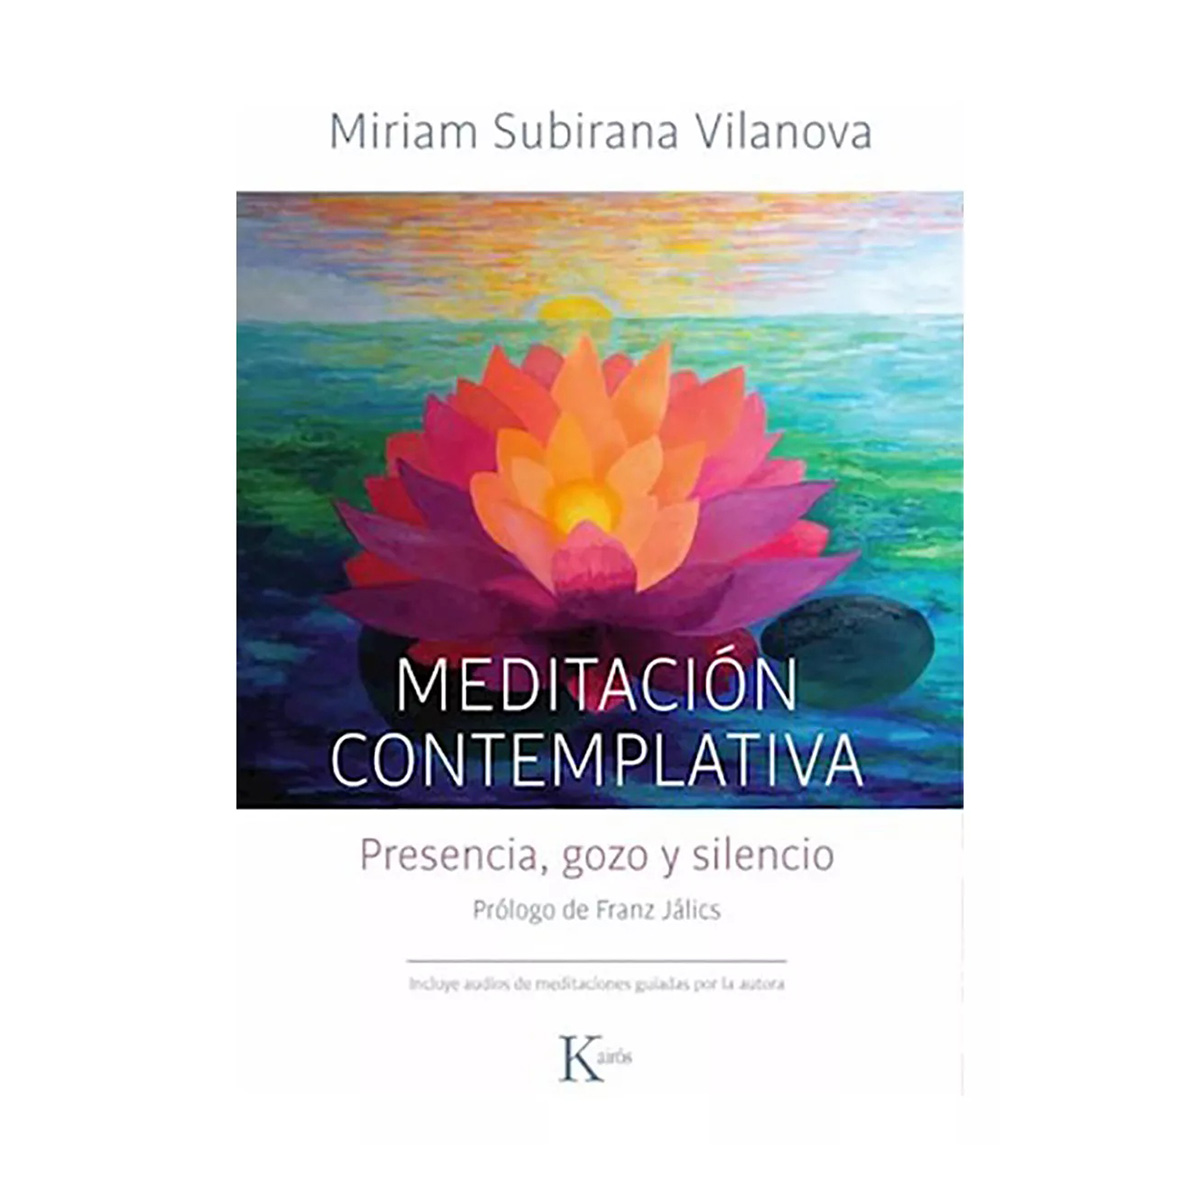 Miriam Subirana Vilanova
MEDITACIÓN
CONTEMPLATIVA
Presencia, gozo y silencio
Prólogo de Franz Jálics
Incluye audios de meditaciones guiadas por la autora
Kairós